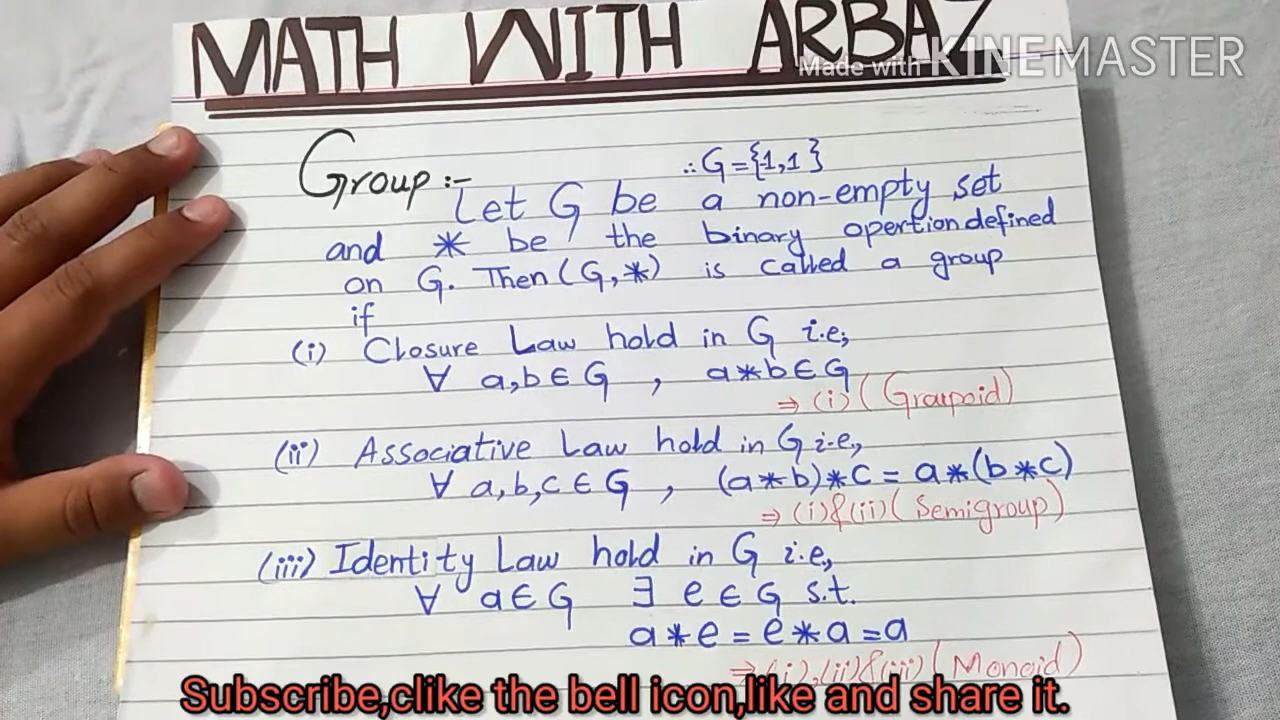 MATH WITH ARBAZ
Made with KINEMASTER
Group:-
∴ G={1,1}
Let G be a non-empty set
and * be the binary opertion defined
on G. Then (G,*) is called a group
if
(i) Closure Law hold in G i.e;
∀ a,b∈G , a*b∈G
⇒ (i) (Groupoid)
(ii) Associative Law hold in G i.e,
∀ a,b,c∈G , (a*b)*c = a*(b*c)
⇒ (i)&(ii) (Semigroup)
(iii) Identity Law hold in G i.e,
∀ a∈G ∃ e∈G s.t.
a*e = e*a = a
⇒ (i),(ii)&(iii) (Monoid)
Subscribe,clike the bell icon,like and share it.